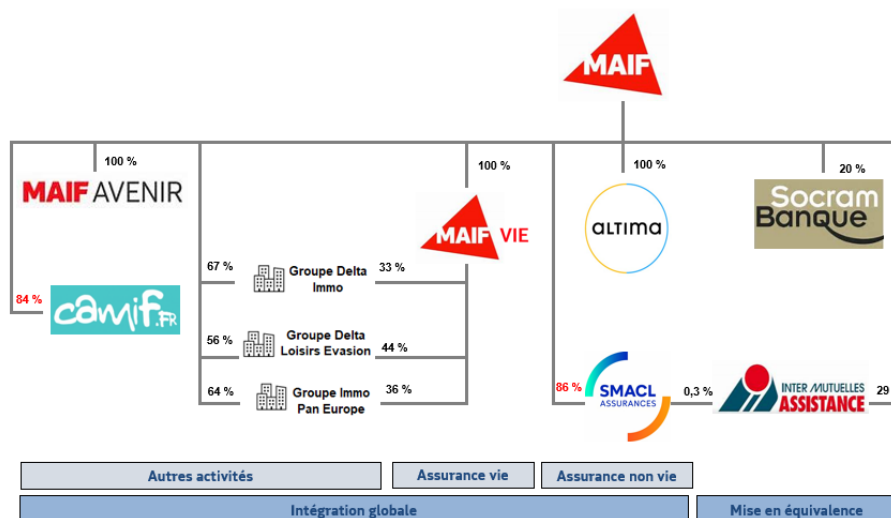 MAIF
100 %
100 %
100 %
20 %
MAIF AVENIR
MAIF VIE
aLTIMa
Socram
Banque
67 %
Groupe Delta
Immo
33 %
84 %
camif.FR
56 %
Groupe Delta
Loisirs Evasion
44 %
64 %
Groupe Immo
Pan Europe
36 %
86 %
SMACL
ASSURANCES
0,3 %
INTER MUTUELLES
ASSISTANCE
29
Autres activités
Assurance vie
Assurance non vie
Intégration globale
Mise en équivalence